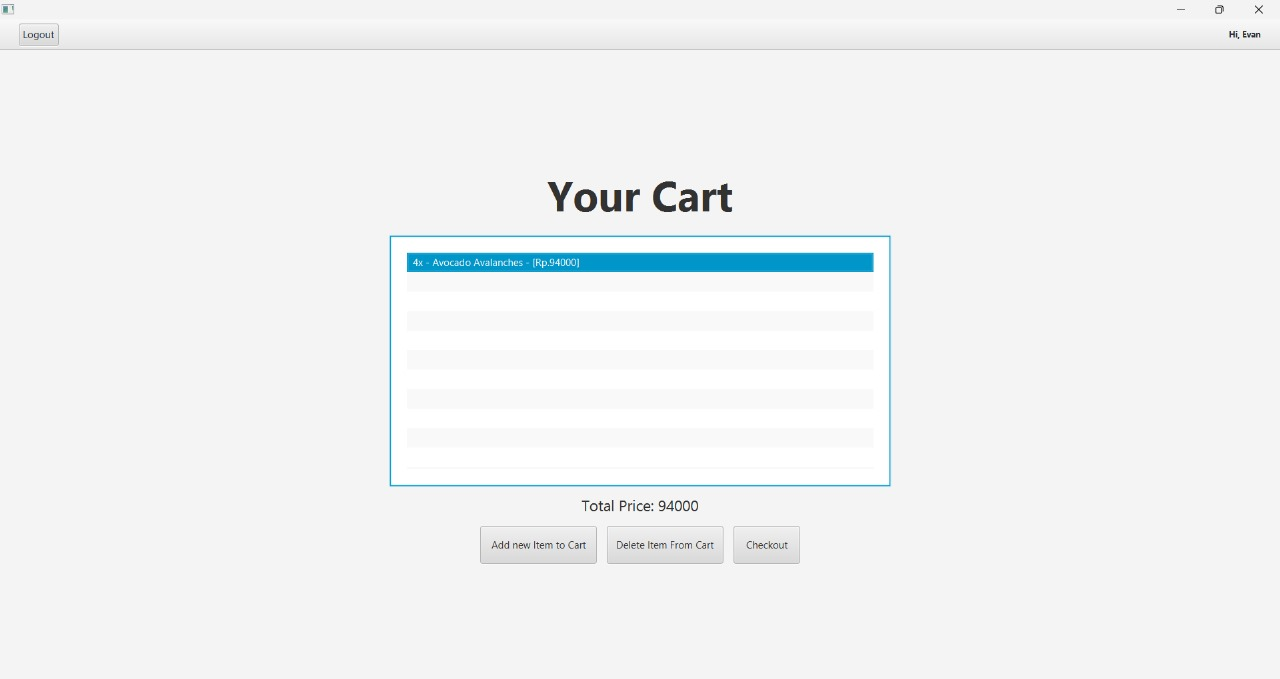 Logout
Hi, Evan
Your Cart
4x - Avocado Avalanches - [Rp.94000]
Total Price: 94000
Add new Item to Cart
Delete Item From Cart
Checkout